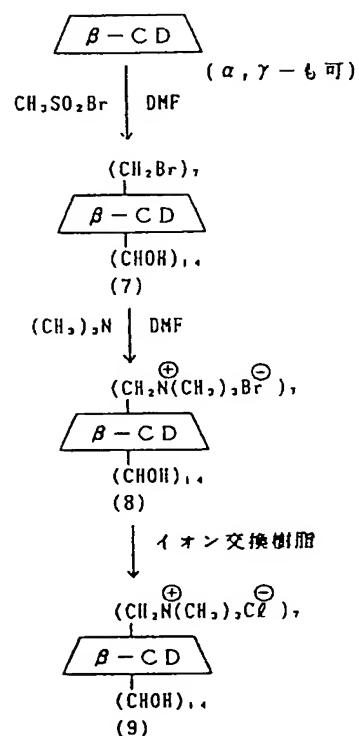 β-CD
(α,γ-も可)
CH₃SO₂Br DMF
(CH₂Br)₇
β-CD
(CHOH)₁₄
(7)
(CH₃)₃N DMF
(CH₂N⊕(CH₃)₃Br⊖)₇
β-CD
(CHOH)₁₄
(8)
イオン交換樹脂
(CH₂N⊕(CH₃)₃Cℓ⊖)₇
β-CD
(CHOH)₁₄
(9)